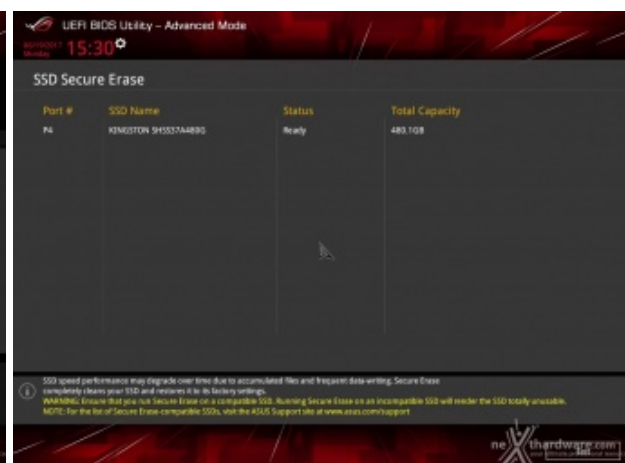 UEFI BIOS Utility – Advanced Mode
Monday 15:30
SSD Secure Erase
Port # SSD Name Status Total Capacity
P4 KINGSTON SHSS37A480G Ready 480.1GB
SSD speed performance may degrade over time due to accumulated files and frequent data-writing. Secure Erase
completely cleans your SSD and restores it to its factory settings.
WARNING: Ensure that you run Secure Erase on a compatible SSD. Running Secure Erase on an incompatible SSD will render the SSD totally unusable.
NOTE: For the list of Secure Erase-compatible SSDs, visit the ASUS Support site at www.asus.com/support
nexthardware.com